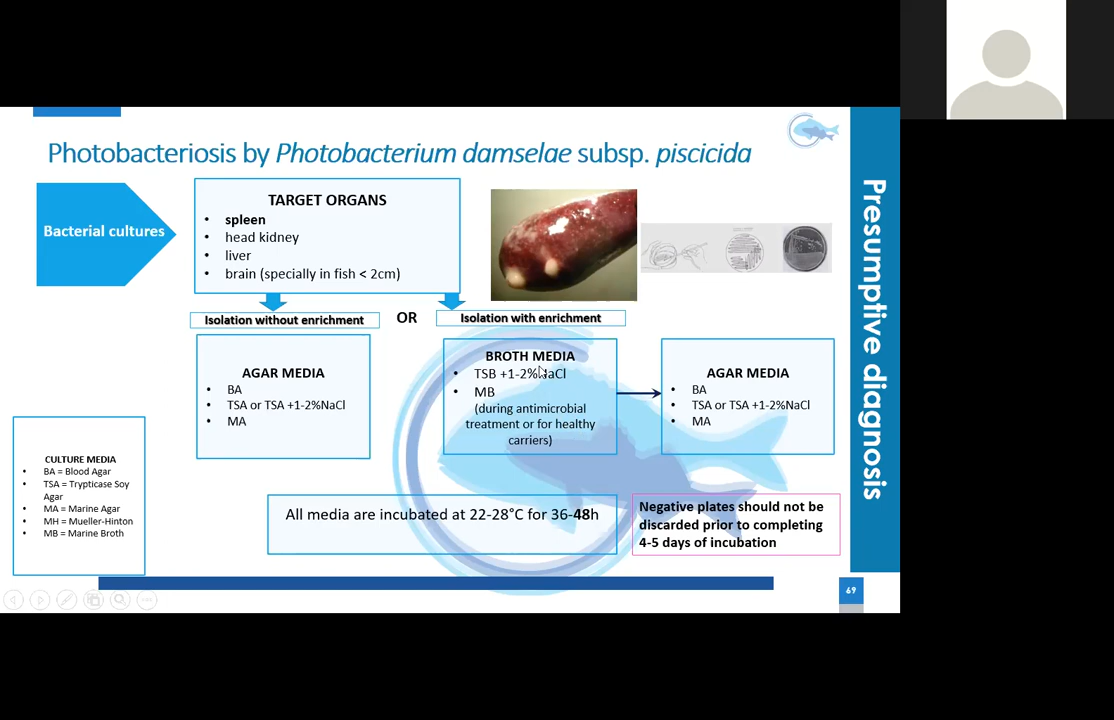 Photobacteriosis by Photobacterium damselae subsp. piscicida
Bacterial cultures
TARGET ORGANS
• spleen
• head kidney
• liver
• brain (specially in fish < 2cm)
Isolation without enrichment
OR
Isolation with enrichment
AGAR MEDIA
• BA
• TSA or TSA +1-2%NaCl
• MA
BROTH MEDIA
• TSB +1-2%NaCl
• MB
(during antimicrobial
treatment or for healthy
carriers)
AGAR MEDIA
• BA
• TSA or TSA +1-2%NaCl
• MA
CULTURE MEDIA
• BA = Blood Agar
• TSA = Trypticase Soy
Agar
• MA = Marine Agar
• MH = Mueller-Hinton
• MB = Marine Broth
All media are incubated at 22-28°C for 36-48h
Negative plates should not be
discarded prior to completing
4-5 days of incubation
Presumptive diagnosis
69